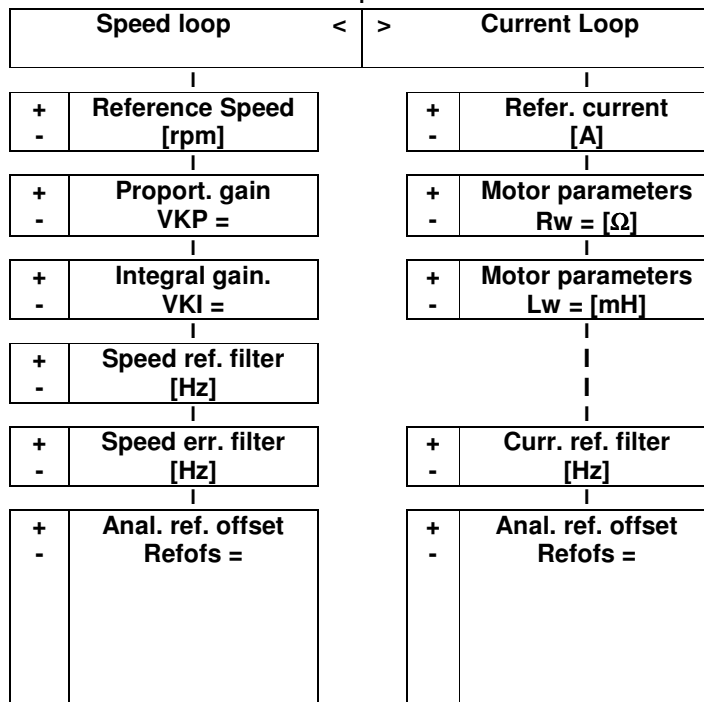 Speed loop < > Current Loop
+ Reference Speed
- [rpm]
+ Proport. gain
- VKP =
+ Integral gain.
- VKI =
+ Speed ref. filter
- [Hz]
+ Speed err. filter
- [Hz]
+ Anal. ref. offset
- Refofs =
+ Refer. current
- [A]
+ Motor parameters
- Rw = [Ω]
+ Motor parameters
- Lw = [mH]
+ Curr. ref. filter
- [Hz]
+ Anal. ref. offset
- Refofs =